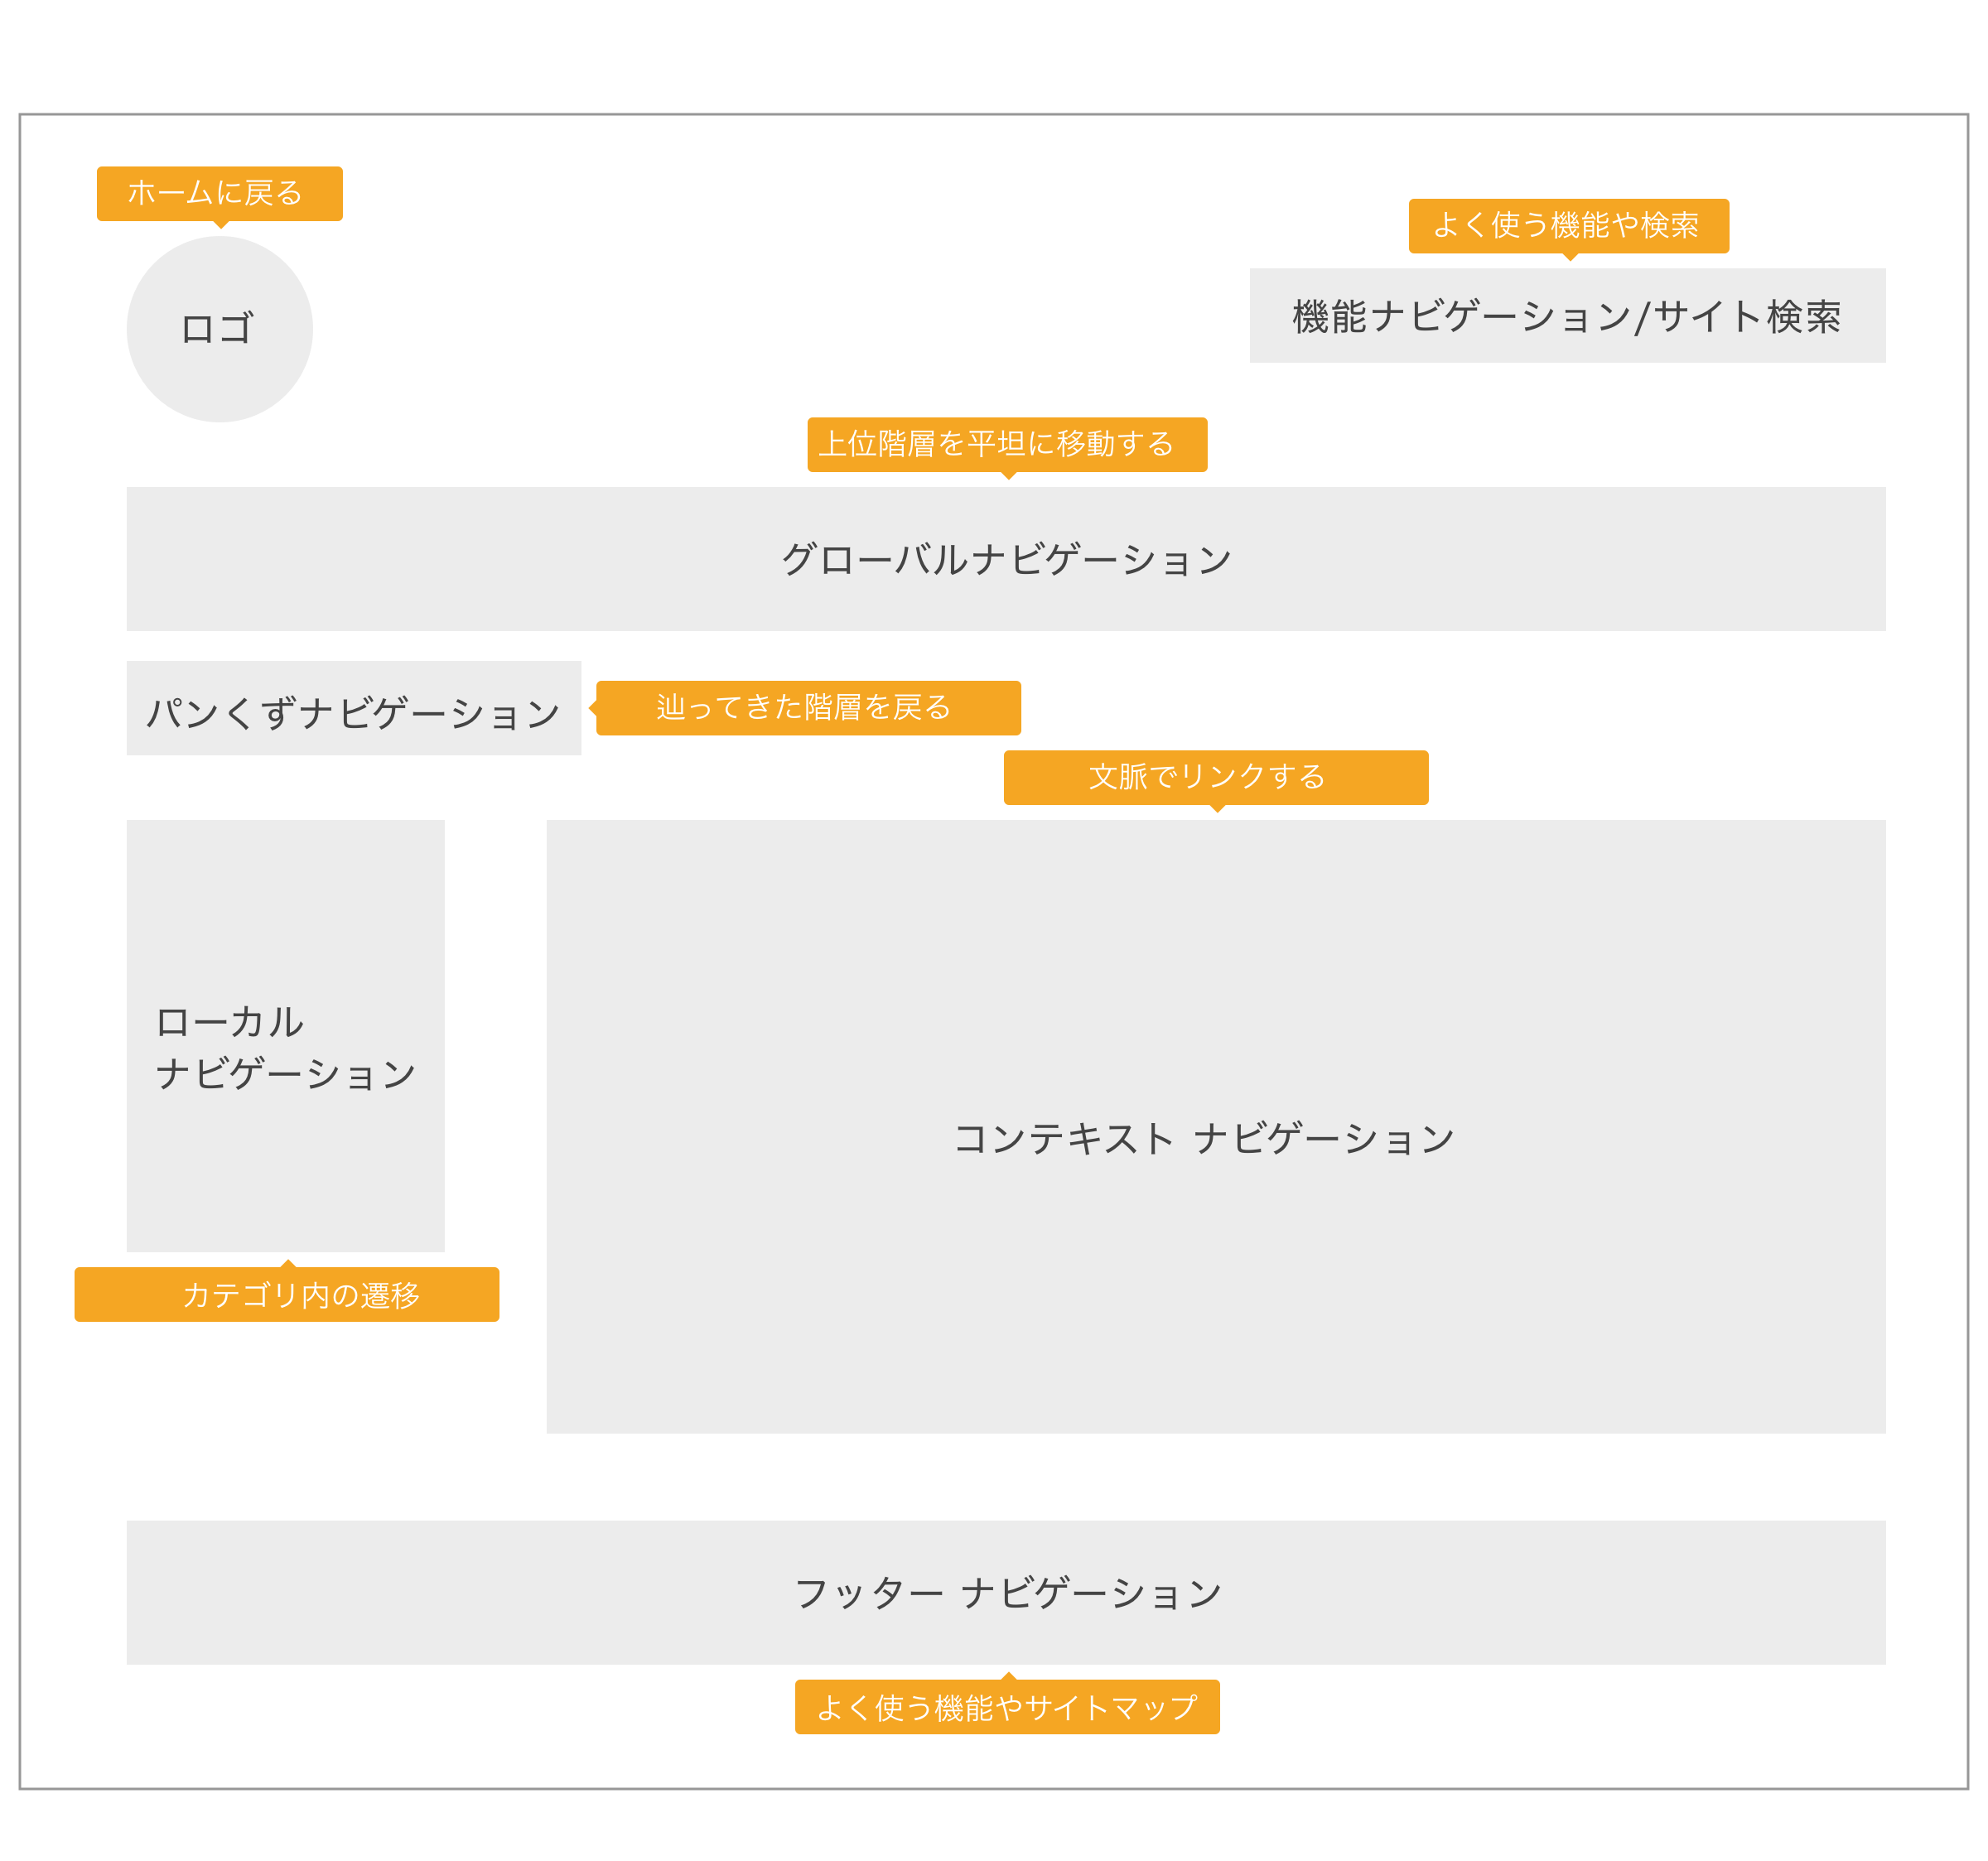 ホームに戻る
ロゴ
よく使う機能や検索
機能ナビゲーション/サイト検索
上位階層を平坦に移動する
グローバルナビゲーション
パンくずナビゲーション
辿ってきた階層を戻る
文脈でリンクする
ローカル
ナビゲーション
コンテキスト ナビゲーション
カテゴリ内の遷移
フッター ナビゲーション
よく使う機能やサイトマップ